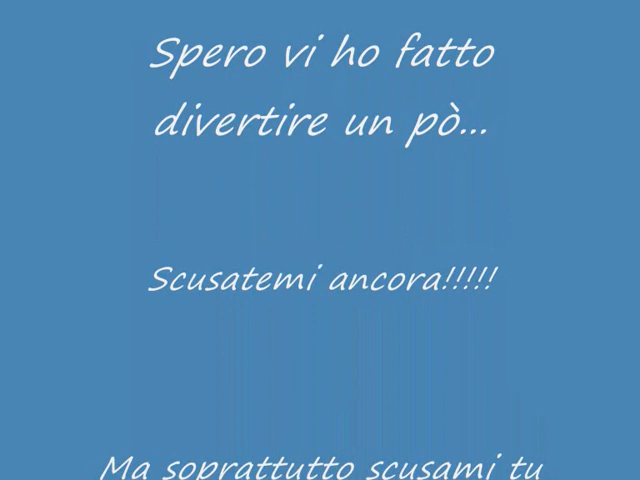 Spero vi ho fatto
divertire un pò...
Scusatemi ancora!!!!!
Ma soprattutto scusami tu